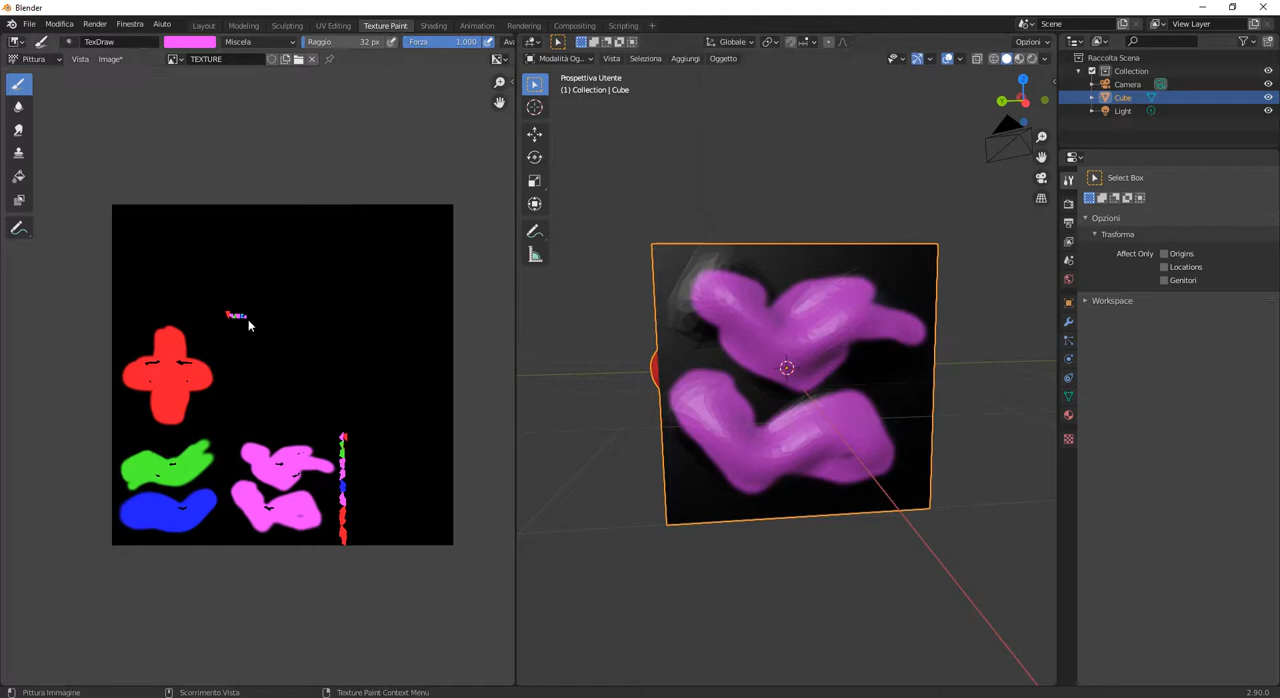 Blender
File Modifica Render Finestra Aiuto Layout Modeling Sculpting UV Editing Texture Paint Shading Animation Rendering Compositing Scripting + Scene View Layer
TexDraw Miscela Raggio 32 px Forza 1.000 Av Globale Opzioni
Pittura Vista Image* TEXTURE Modalità Og... Vista Seleziona Aggiungi Oggetto
Raccolta Scena
Collection
Camera
Cube
Light
Prospettiva Utente
(1) Collection | Cube
Z
Y
Select Box
Opzioni
Trasforma
Affect Only Origins
Locations
Genitori
Workspace
Pittura Immagine Scorrimento Vista Texture Paint Context Menu 2.90.0